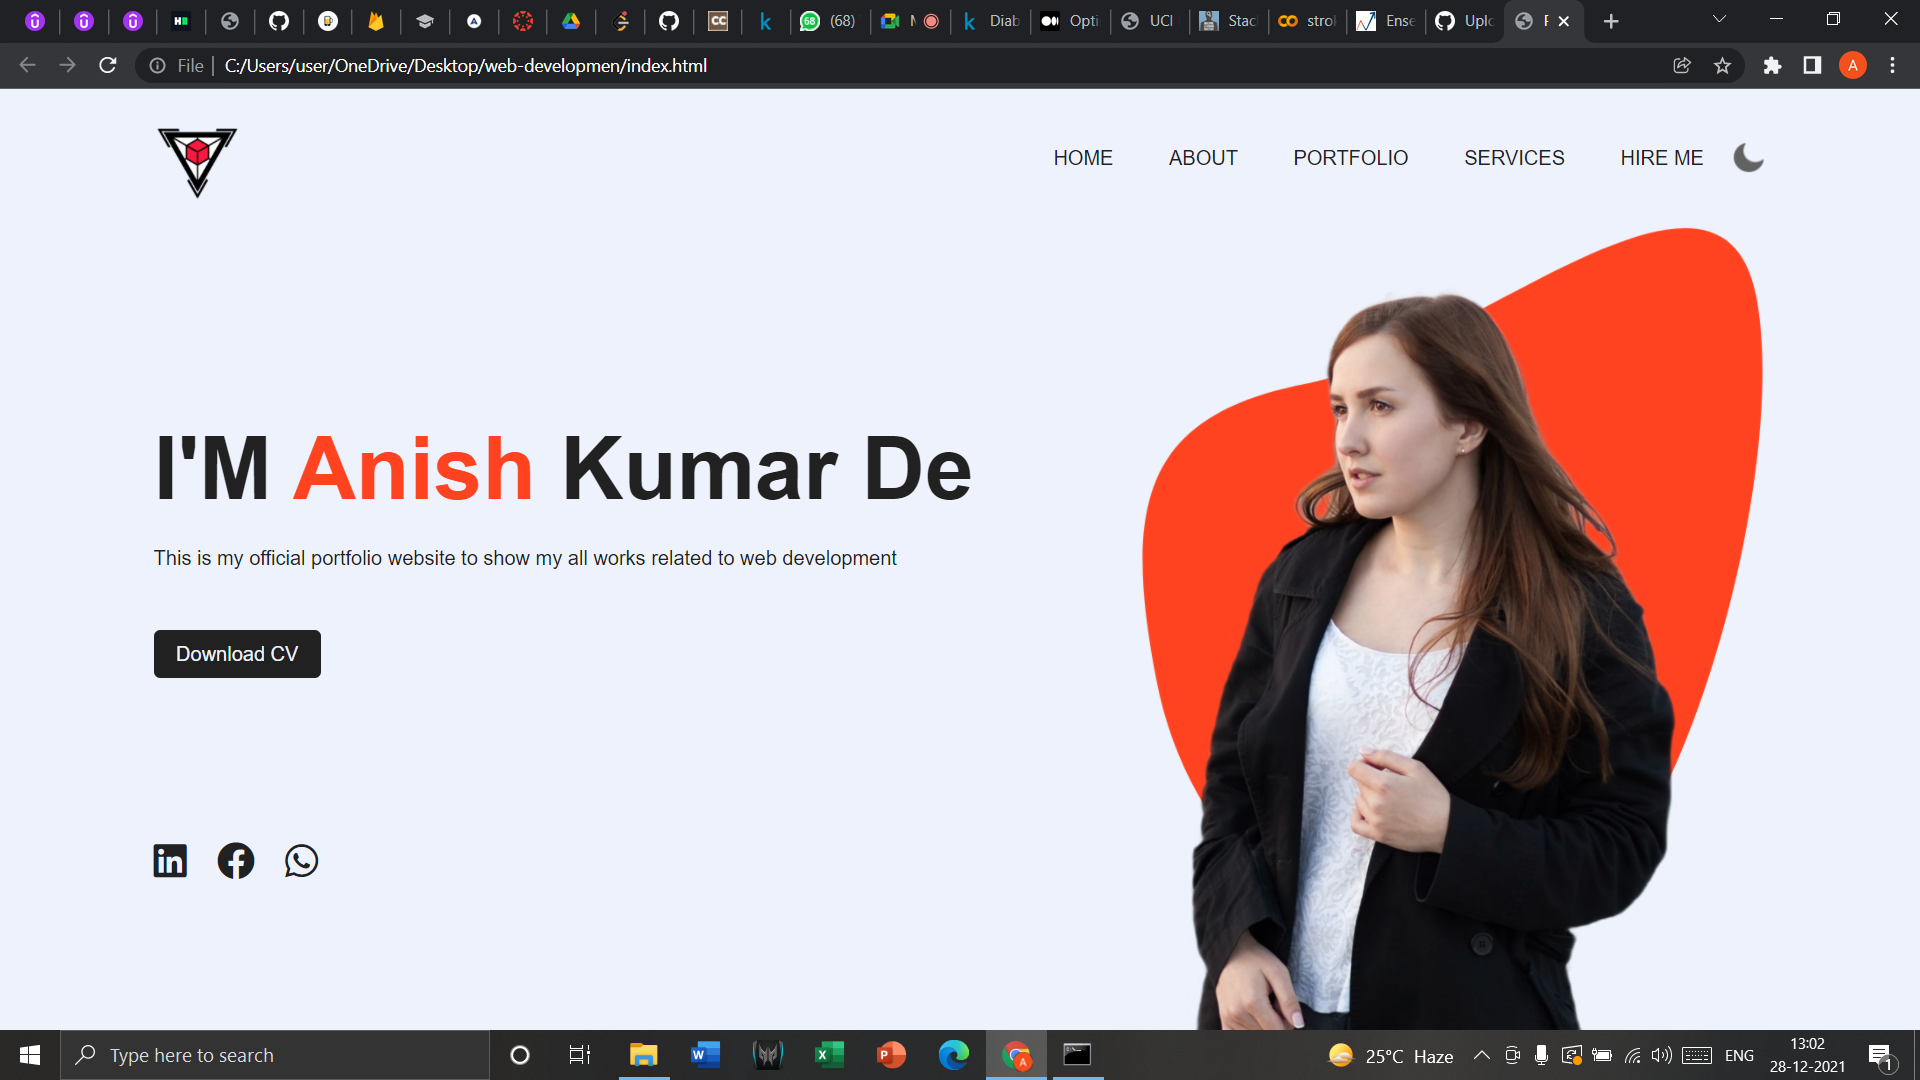 (68)
Diab
Opti
UCI
Stac
stro
Ense
Uplo
File
C:/Users/user/OneDrive/Desktop/web-developmen/index.html
A
HOME
ABOUT
PORTFOLIO
SERVICES
HIRE ME
I'M Anish Kumar De
This is my official portfolio website to show my all works related to web development
Download CV
Type here to search
25°C Haze
ENG
13:02
28-12-2021
1